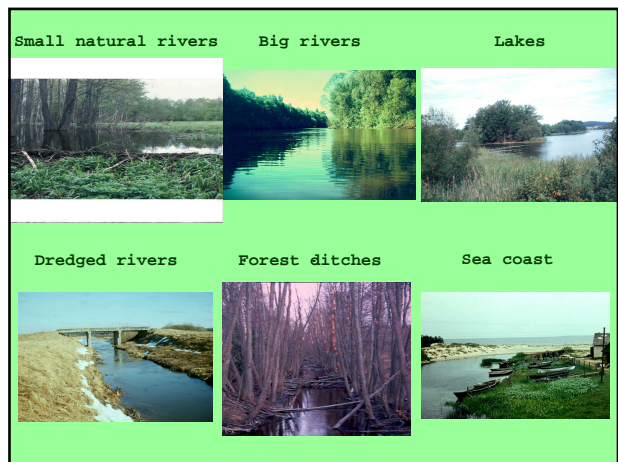 Small natural rivers
Big rivers
Lakes
Dredged rivers
Forest ditches
Sea coast